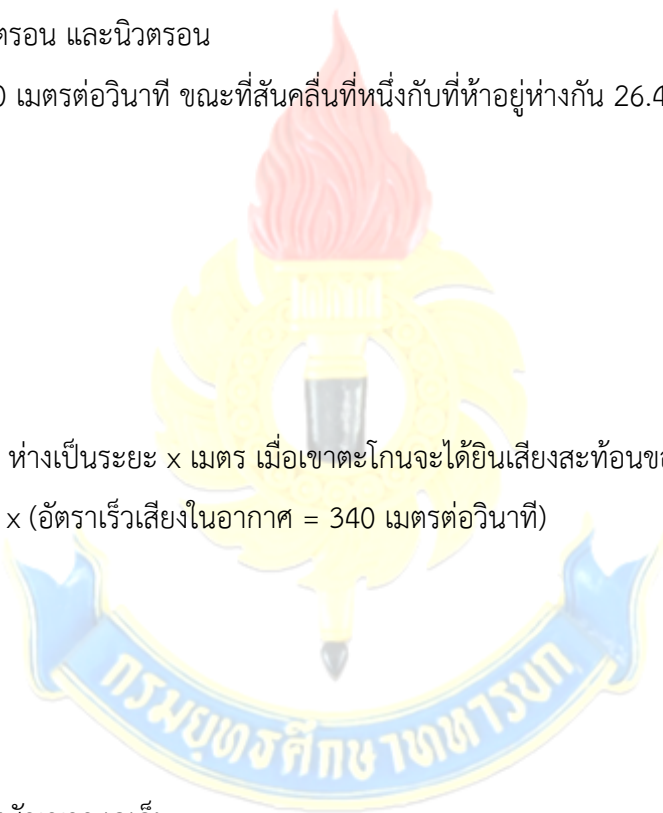 ตรอน และนิวตรอน
0 เมตรต่อวินาที ขณะที่สันคลื่นที่หนึ่งกับที่ห้าอยู่ห่างกัน 26.4
ห่างเป็นระยะ x เมตร เมื่อเขาตะโกนจะได้ยินเสียงสะท้อนขอ
x (อัตราเร็วเสียงในอากาศ = 340 เมตรต่อวินาที)
กรมยุทธศึกษาทหารบก